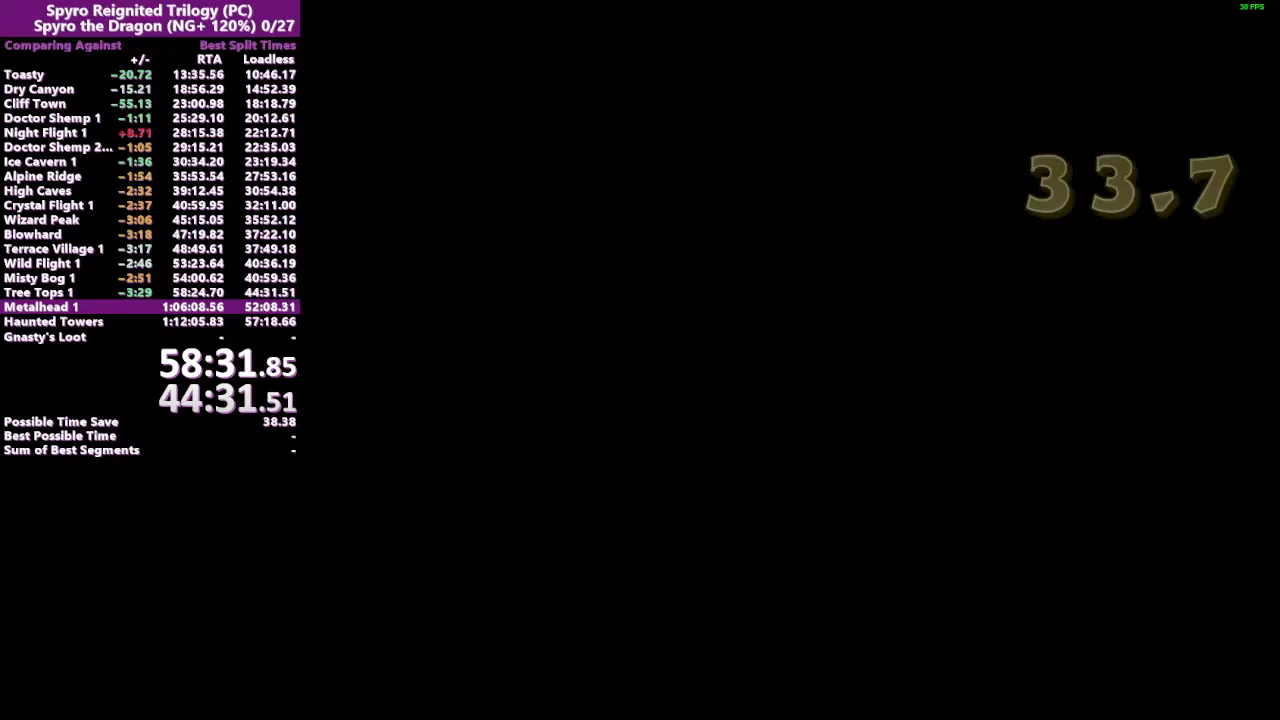 Spyro Reignited Trilogy (PC)
Spyro the Dragon (NG+ 120%) 0/27
Comparing Against Best Split Times
+/- RTA Loadless
Toasty −20.72 13:35.56 10:46.17
Dry Canyon −15.21 18:56.29 14:52.39
Cliff Town −55.13 23:00.98 18:18.79
Doctor Shemp 1 −1:11 25:29.10 20:12.61
Night Flight 1 +8.71 28:15.38 22:12.71
Doctor Shemp 2... −1:05 29:15.21 22:35.03
Ice Cavern 1 −1:36 30:34.20 23:19.34
Alpine Ridge −1:54 35:53.54 27:53.16
High Caves −2:32 39:12.45 30:54.38
Crystal Flight 1 −2:37 40:59.95 32:11.00
Wizard Peak −3:06 45:15.05 35:52.12
Blowhard −3:18 47:19.82 37:22.10
Terrace Village 1 −3:17 48:49.61 37:49.18
Wild Flight 1 −2:46 53:23.64 40:36.19
Misty Bog 1 −2:51 54:00.62 40:59.36
Tree Tops 1 −3:29 58:24.70 44:31.51
Metalhead 1 1:06:08.56 52:08.31
Haunted Towers 1:12:05.83 57:18.66
Gnasty's Loot - -
58:31.85
44:31.51
Possible Time Save 38.38
Best Possible Time -
Sum of Best Segments -
30 FPS
33.7